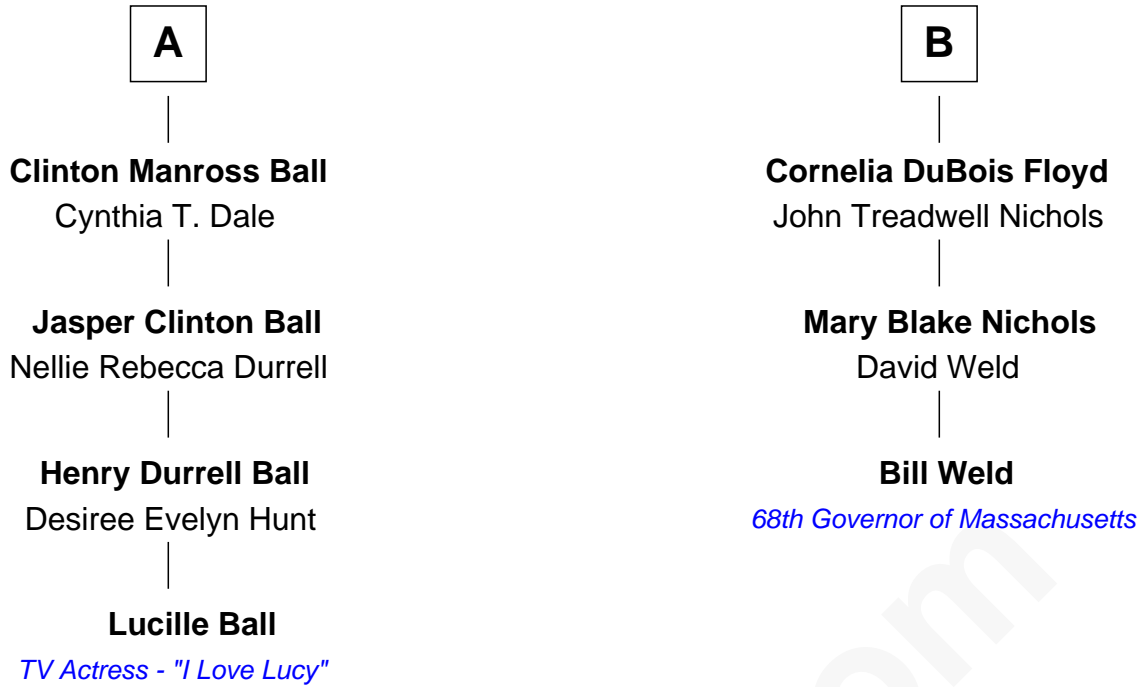 A
Clinton Manross Ball
Cynthia T. Dale
Jasper Clinton Ball
Nellie Rebecca Durrell
Henry Durrell Ball
Desiree Evelyn Hunt
Lucille Ball
TV Actress - "I Love Lucy"
B
Cornelia DuBois Floyd
John Treadwell Nichols
Mary Blake Nichols
David Weld
Bill Weld
68th Governor of Massachusetts
om